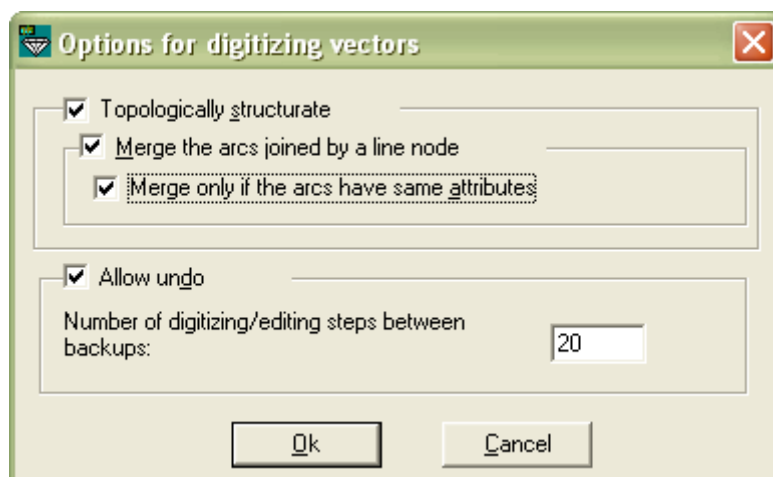 Options for digitizing vectors
Topologically structurate
Merge the arcs joined by a line node
Merge only if the arcs have same attributes
Allow undo
Number of digitizing/editing steps between
backups:
20
Ok
Cancel